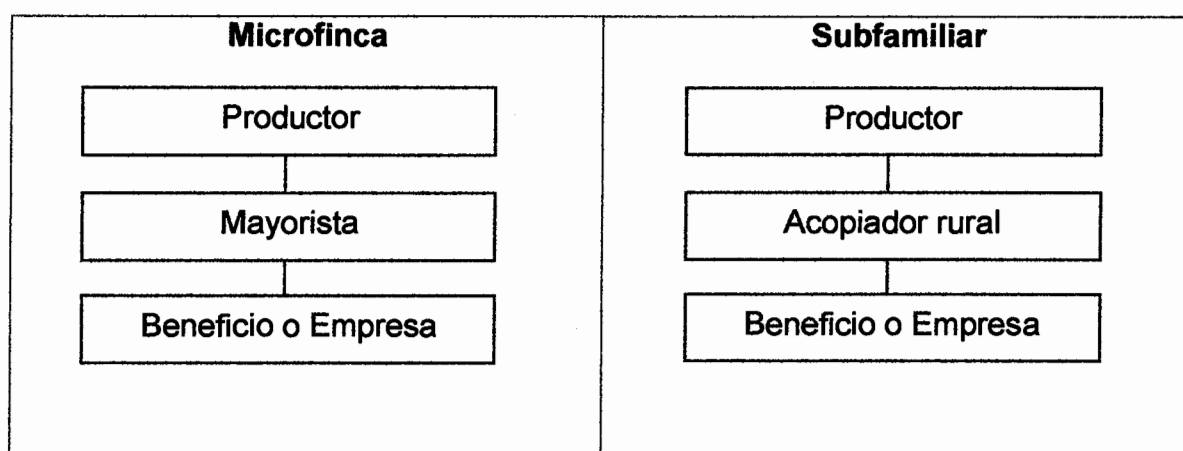 Microfinca
Productor
Mayorista
Beneficio o Empresa
Subfamiliar
Productor
Acopiador rural
Beneficio o Empresa